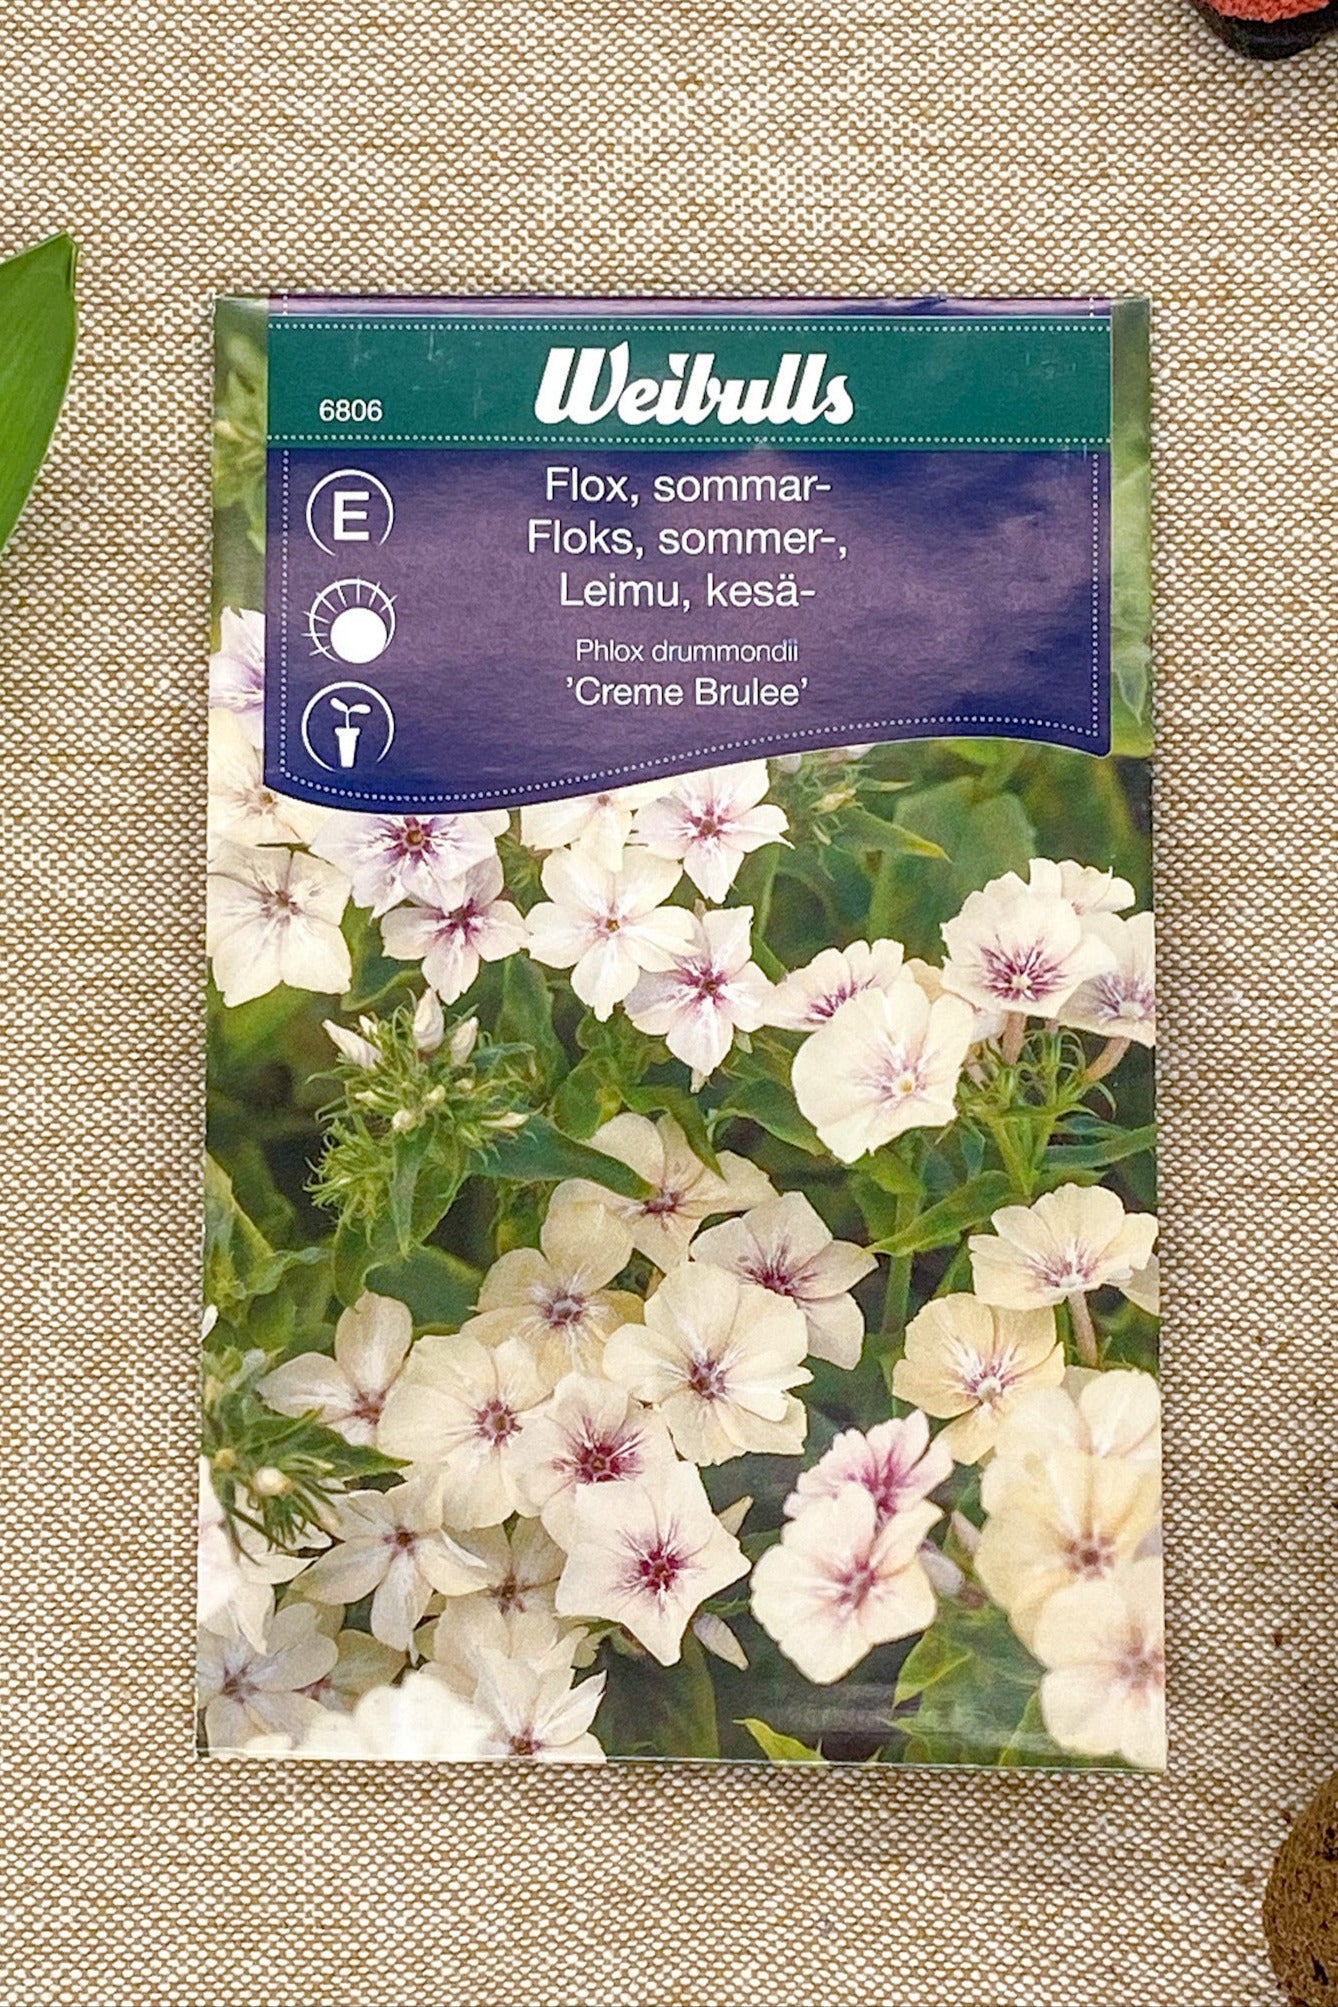 Weibulls
6806
E
Flox, sommar-
Floks, sommer-,
Leimu, kesä-
Phlox drummondii
’Creme Brulee’